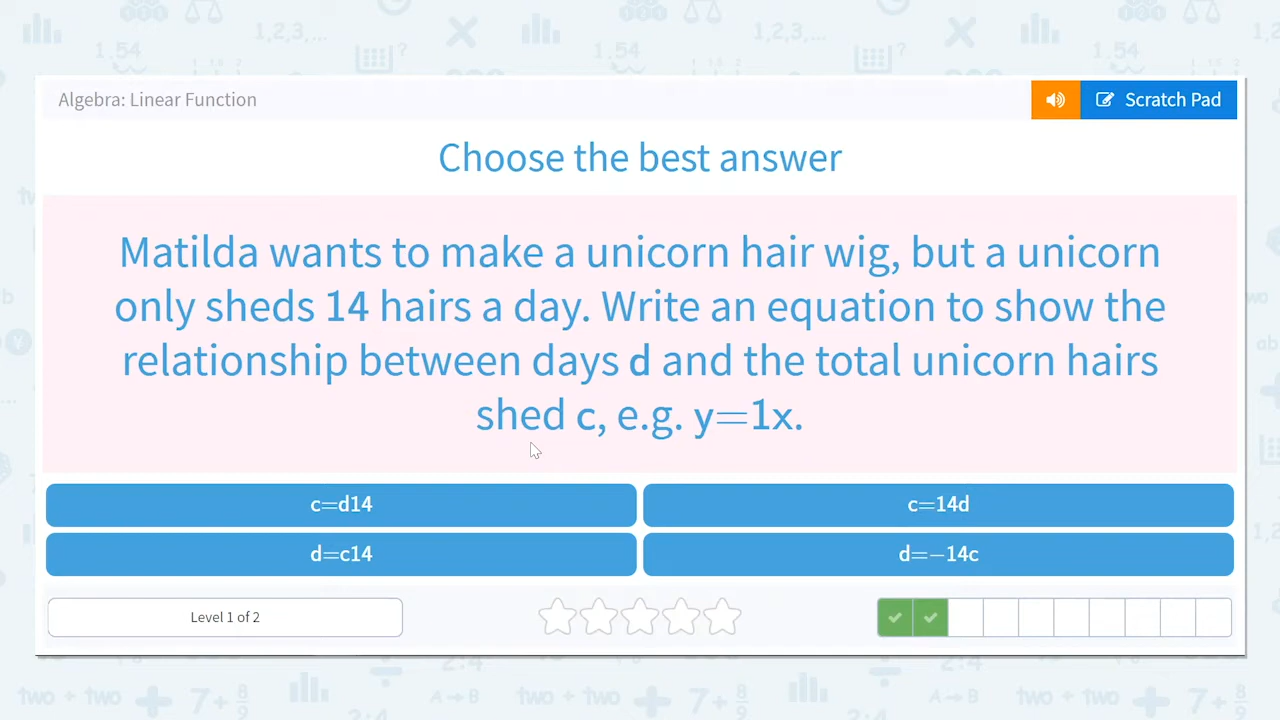 Algebra: Linear Function
Scratch Pad
Choose the best answer
Matilda wants to make a unicorn hair wig, but a unicorn
only sheds 14 hairs a day. Write an equation to show the
relationship between days d and the total unicorn hairs
shed c, e.g. y=1x.
c=d14
c=14d
d=c14
d=−14c
Level 1 of 2